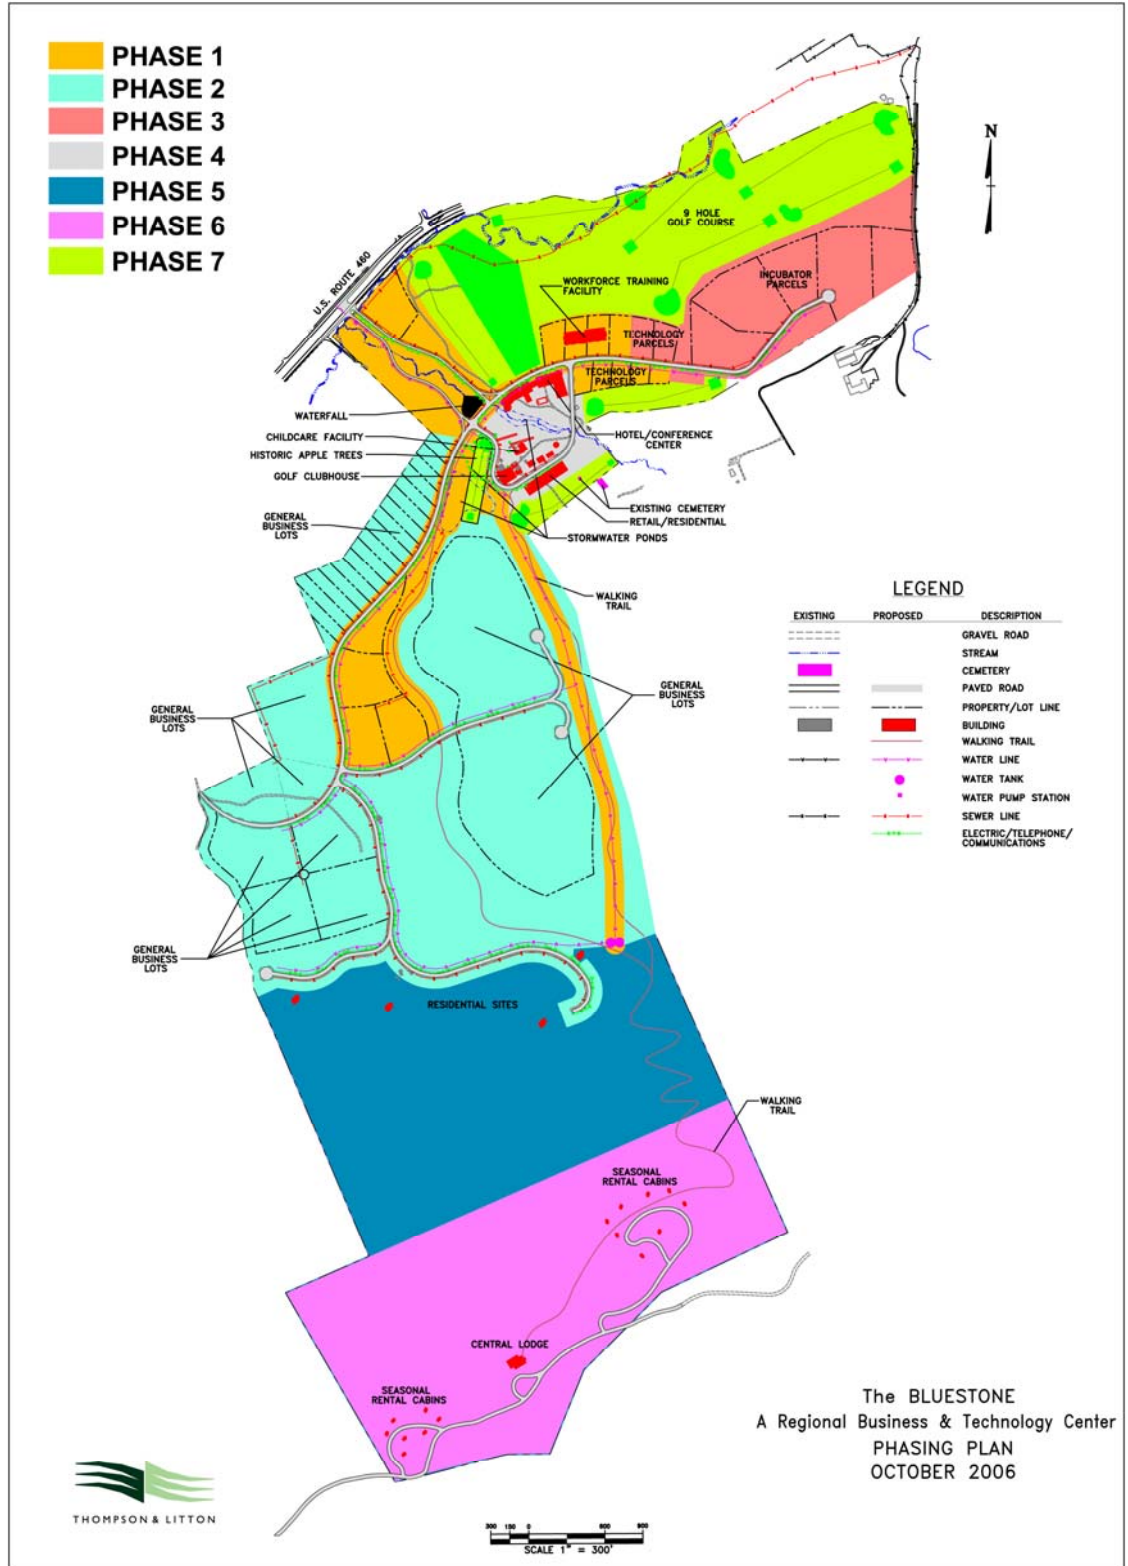 PHASE 1
PHASE 2
PHASE 3
PHASE 4
PHASE 5
PHASE 6
PHASE 7
N
U.S. ROUTE 460
9 HOLE
GOLF COURSE
WORKFORCE TRAINING
FACILITY
INCUBATOR
PARCELS
TECHNOLOGY
PARCELS
TECHNOLOGY
PARCELS
WATERFALL
CHILDCARE FACILITY
HISTORIC APPLE TREES
GOLF CLUBHOUSE
HOTEL/CONFERENCE
CENTER
EXISTING CEMETERY
RETAIL/RESIDENTIAL
STORMWATER PONDS
GENERAL
BUSINESS
LOTS
WALKING
TRAIL
GENERAL
BUSINESS
LOTS
GENERAL
BUSINESS
LOTS
GENERAL
BUSINESS
LOTS
RESIDENTIAL SITES
WALKING
TRAIL
SEASONAL
RENTAL CABINS
CENTRAL LODGE
SEASONAL
RENTAL CABINS
LEGEND
EXISTING PROPOSED DESCRIPTION
GRAVEL ROAD
STREAM
CEMETERY
PAVED ROAD
PROPERTY/LOT LINE
BUILDING
WALKING TRAIL
WATER LINE
WATER TANK
WATER PUMP STATION
SEWER LINE
ELECTRIC/TELEPHONE/
COMMUNICATIONS
The BLUESTONE
A Regional Business & Technology Center
PHASING PLAN
OCTOBER 2006
THOMPSON & LITTON
300 150 0 600 900
SCALE 1" = 300'